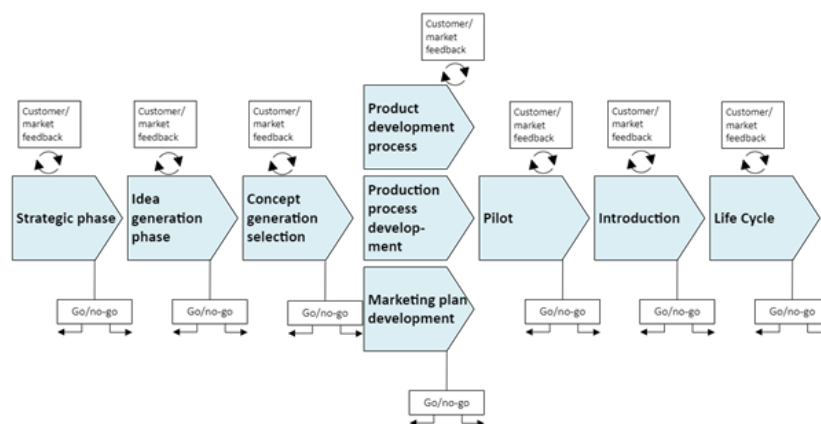 Customer/
market
feedback
Customer/
market
feedback
Customer/
market
feedback
Customer/
market
feedback
Customer/
market
feedback
Customer/
market
feedback
Customer/
market
feedback
Product
development
process
Strategic phase
Idea
generation
phase
Concept
generation
selection
Production
process
develop-
ment
Pilot
Introduction
Life Cycle
Marketing plan
development
Go/no-go
Go/no-go
Go/no-go
Go/no-go
Go/no-go
Go/no-go
Go/no-go